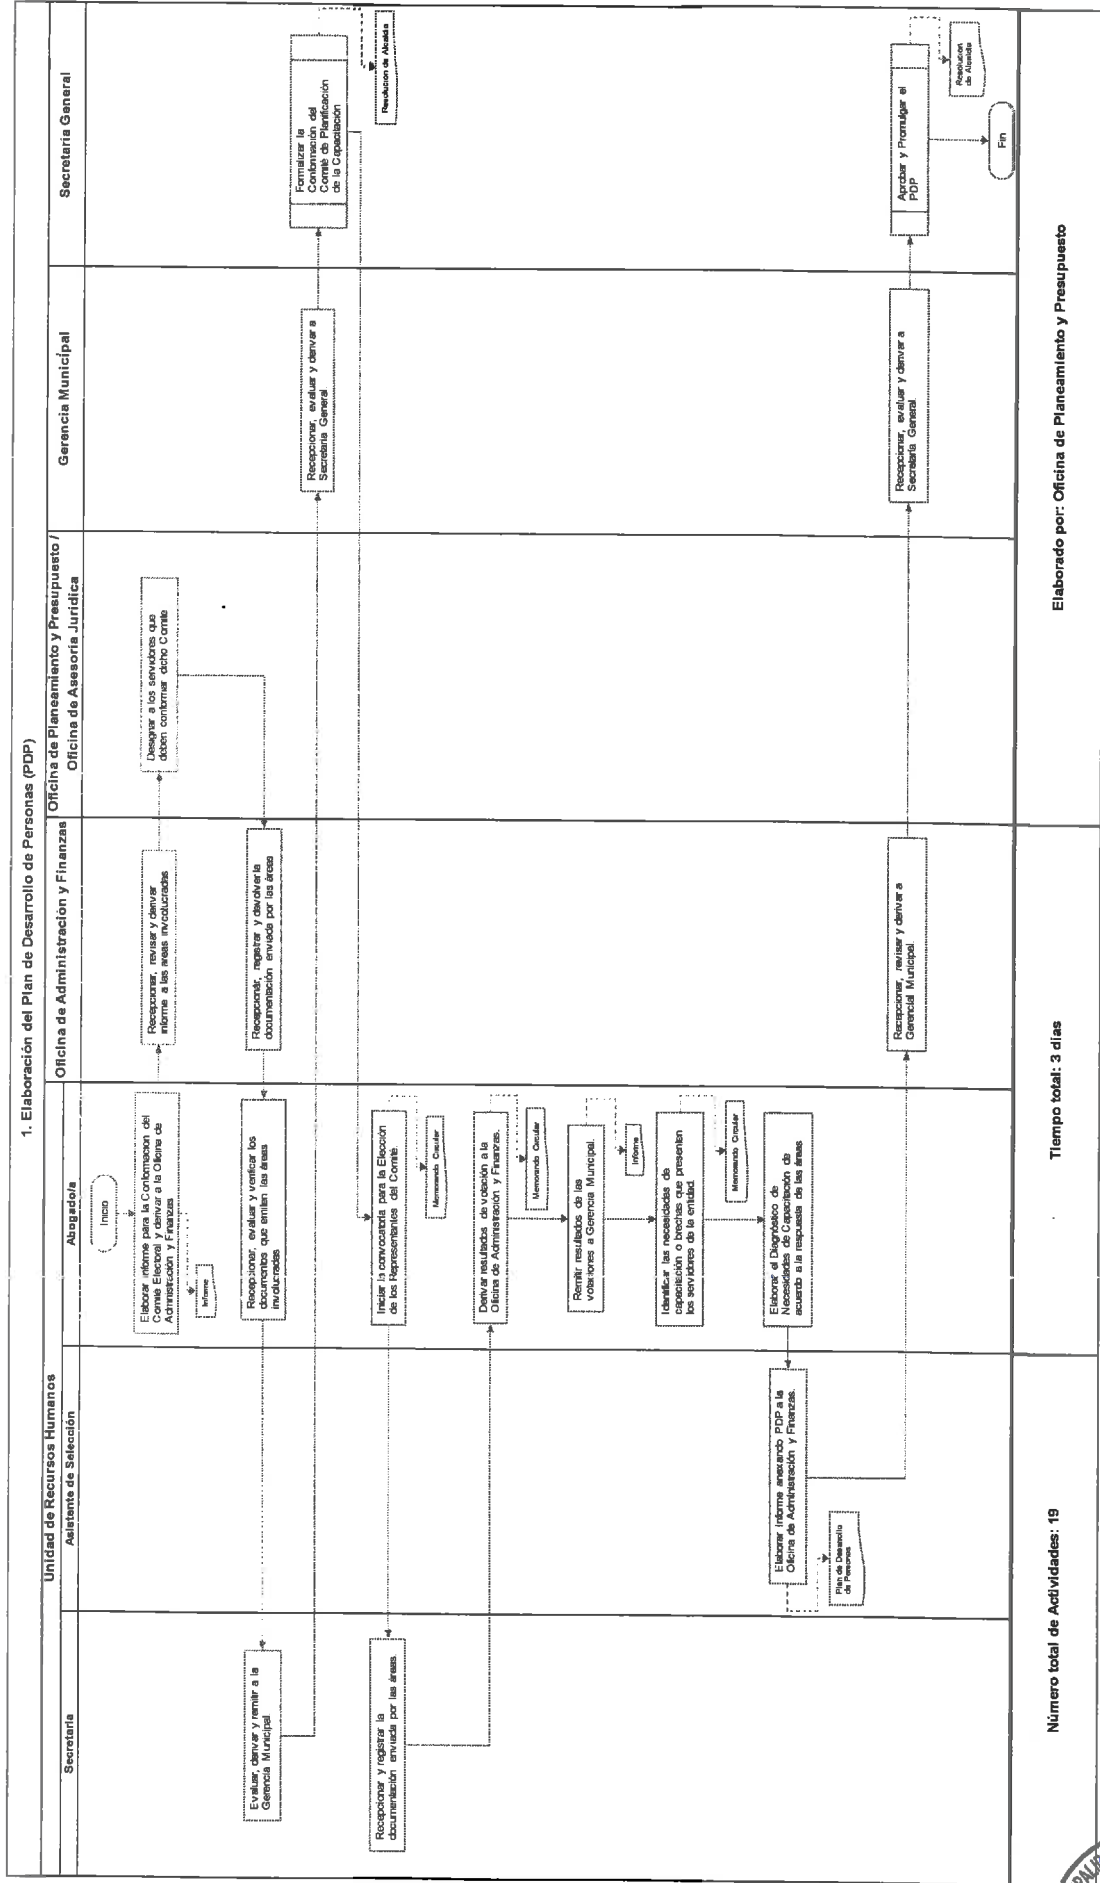 1. Elaboración del Plan de Desarrollo de Personas (PDP)
Unidad de Recursos Humanos
Secretaria
Asistente de Selección
Abogado/a
Oficina de Administración y Finanzas
Oficina de Planeamiento y Presupuesto /
Oficina de Asesoría Jurídica
Gerencia Municipal
Secretaria General
Inicio
Elaborar informe para la Conformacion del
Comité Electoral y derivar a la Oficina de
Administración y Finanzas
Informe
Recepcionar, revisar y derivar
informe a las areas involucradas
Designar a los servidores que
deben conformar dicho Comité
Recepcionar, registrar y devolver la
documentación enviada por las áreas
Recepcionar, evaluar y verificar los
documentos que emiten las áreas
involucradas
Evaluar, derivar y remitir a la
Gerencia Municipal.
Recepcionar, evaluar y derivar a
Secretaría General.
Formalizar la
Conformación del
Comité de Planificación
de la Capacitación
Resolucion de Alcaldía
Iniciar la convocatoria para la Elección
de los Representantes del Comité.
Memorando Circular
Recepcionar y registrar la
documentación enviada por las áreas.
Derivar resultados de votación a la
Oficina de Administración y Finanzas.
Memorando Circular
Remitir resultados de las
votaciones a Gerencia Municipal.
Informe
Identificar las necesidades de
capacitación o brechas que presenten
los servidores de la entidad.
Memorando Circular
Elaborar el Diagnóstico de
Necesidades de Capacitación de
acuerdo a la respuesta de las áreas
Elaborar Informe anexando PDP a la
Oficina de Administración y Finanzas.
Plan de Desarrollo
de Personas
Recepcionar, revisar y derivar a
Gerencial Municipal.
Recepcionar, evaluar y derivar a
Secretaría General.
Aprobar y Promulgar el
PDP
Resolucion
de Alcaldía
Fin
Número total de Actividades: 19
Tiempo total: 3 dias
Elaborado por: Oficina de Planeamiento y Presupuesto